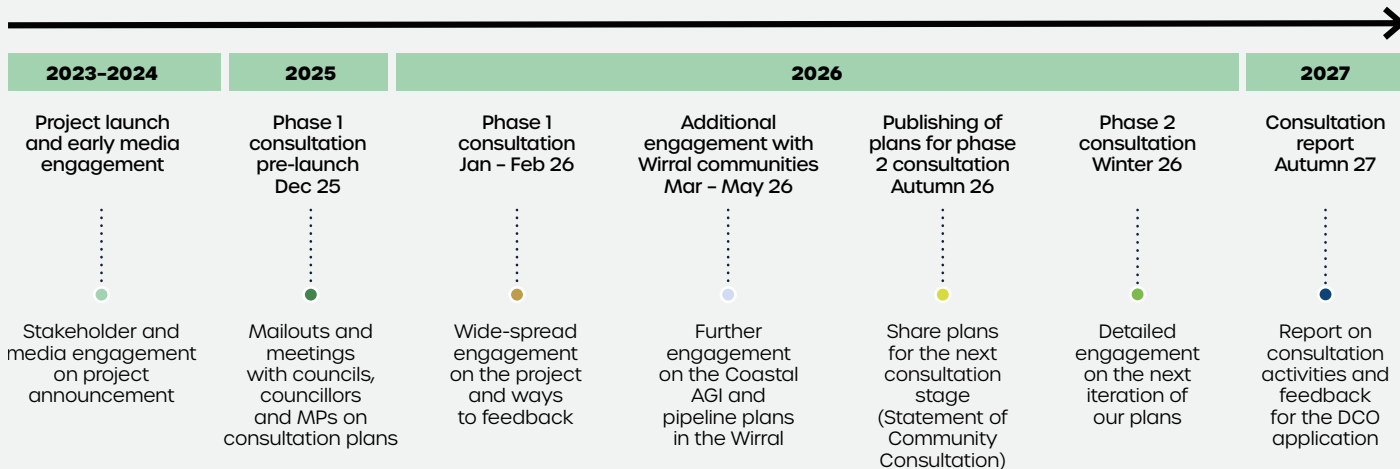 2023–2024
2025
2026
2027
Project launch
and early media
engagement
Phase 1
consultation
pre-launch
Dec 25
Phase 1
consultation
Jan – Feb 26
Additional
engagement with
Wirral communities
Mar – May 26
Publishing of
plans for phase
2 consultation
Autumn 26
Phase 2
consultation
Winter 26
Consultation
report
Autumn 27
Stakeholder and
media engagement
on project
announcement
Mailouts and
meetings
with councils,
councillors
and MPs on
consultation plans
Wide-spread
engagement
on the project
and ways
to feedback
Further
engagement
on the Coastal
AGI and
pipeline plans
in the Wirral
Share plans
for the next
consultation
stage
(Statement of
Community
Consultation)
Detailed
engagement
on the next
iteration of
our plans
Report on
consultation
activities and
feedback
for the DCO
application